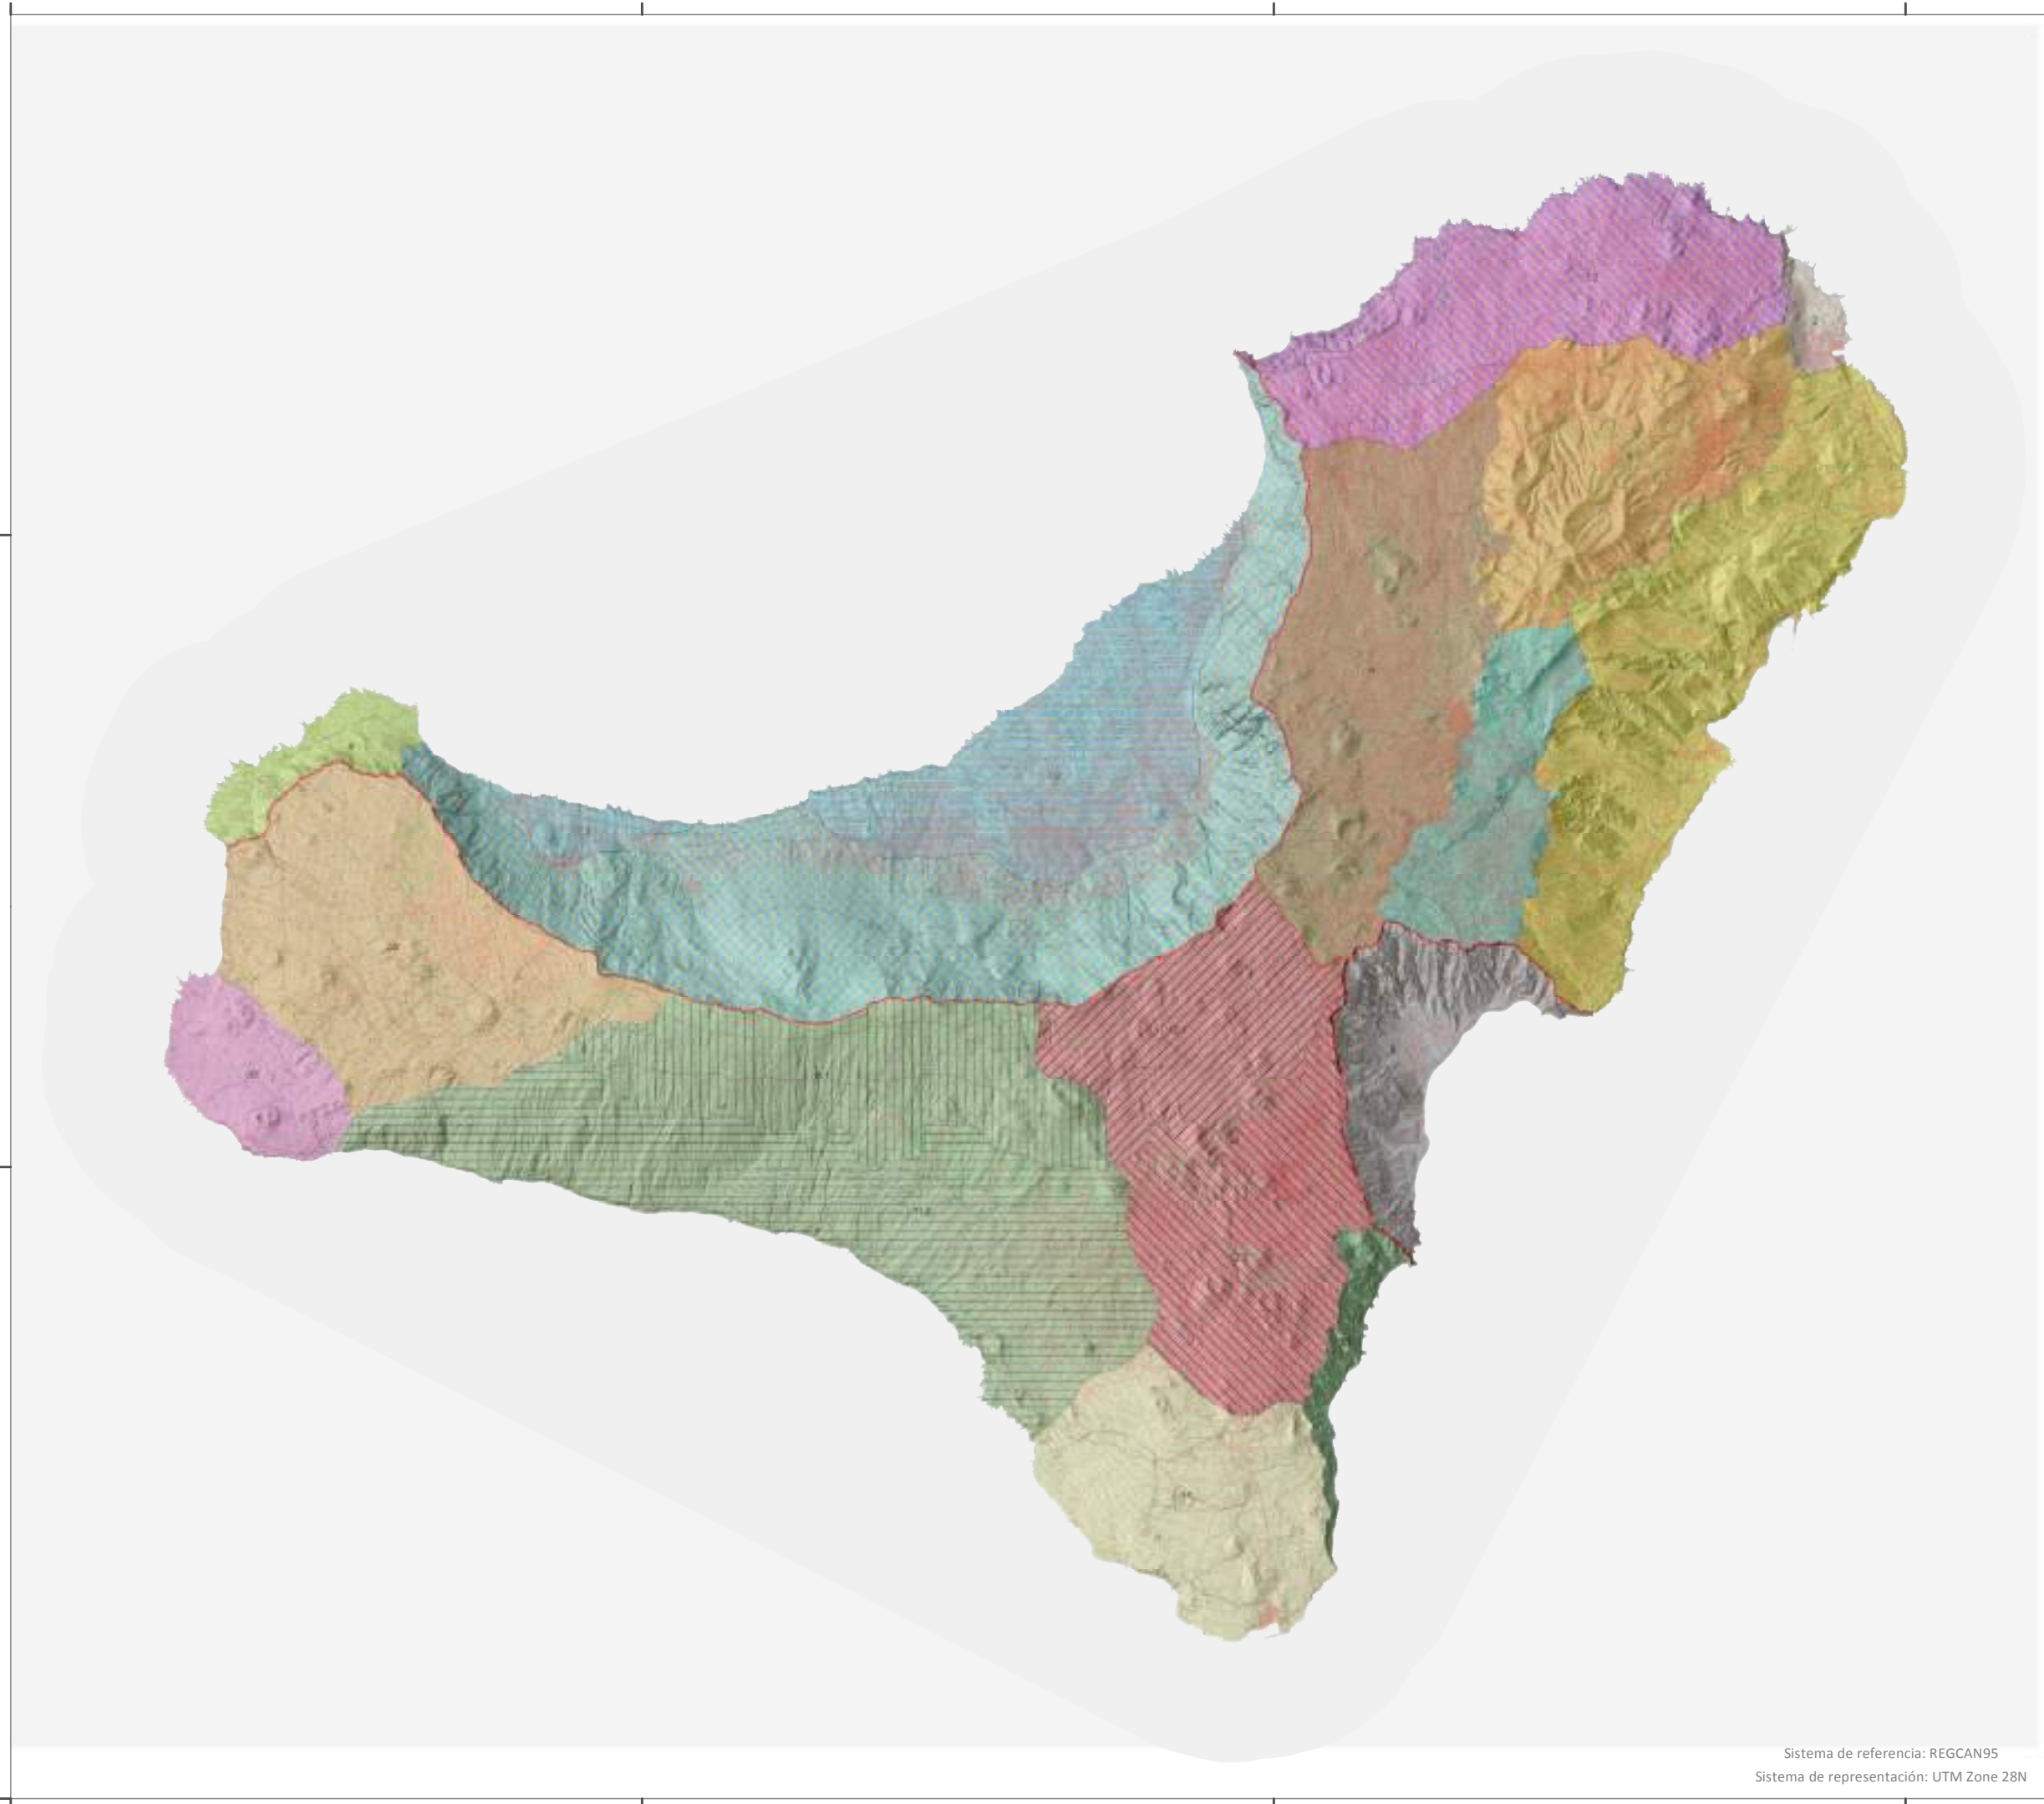 Sistema de referencia: REGCAN95
Sistema de representación: UTM Zone 28N